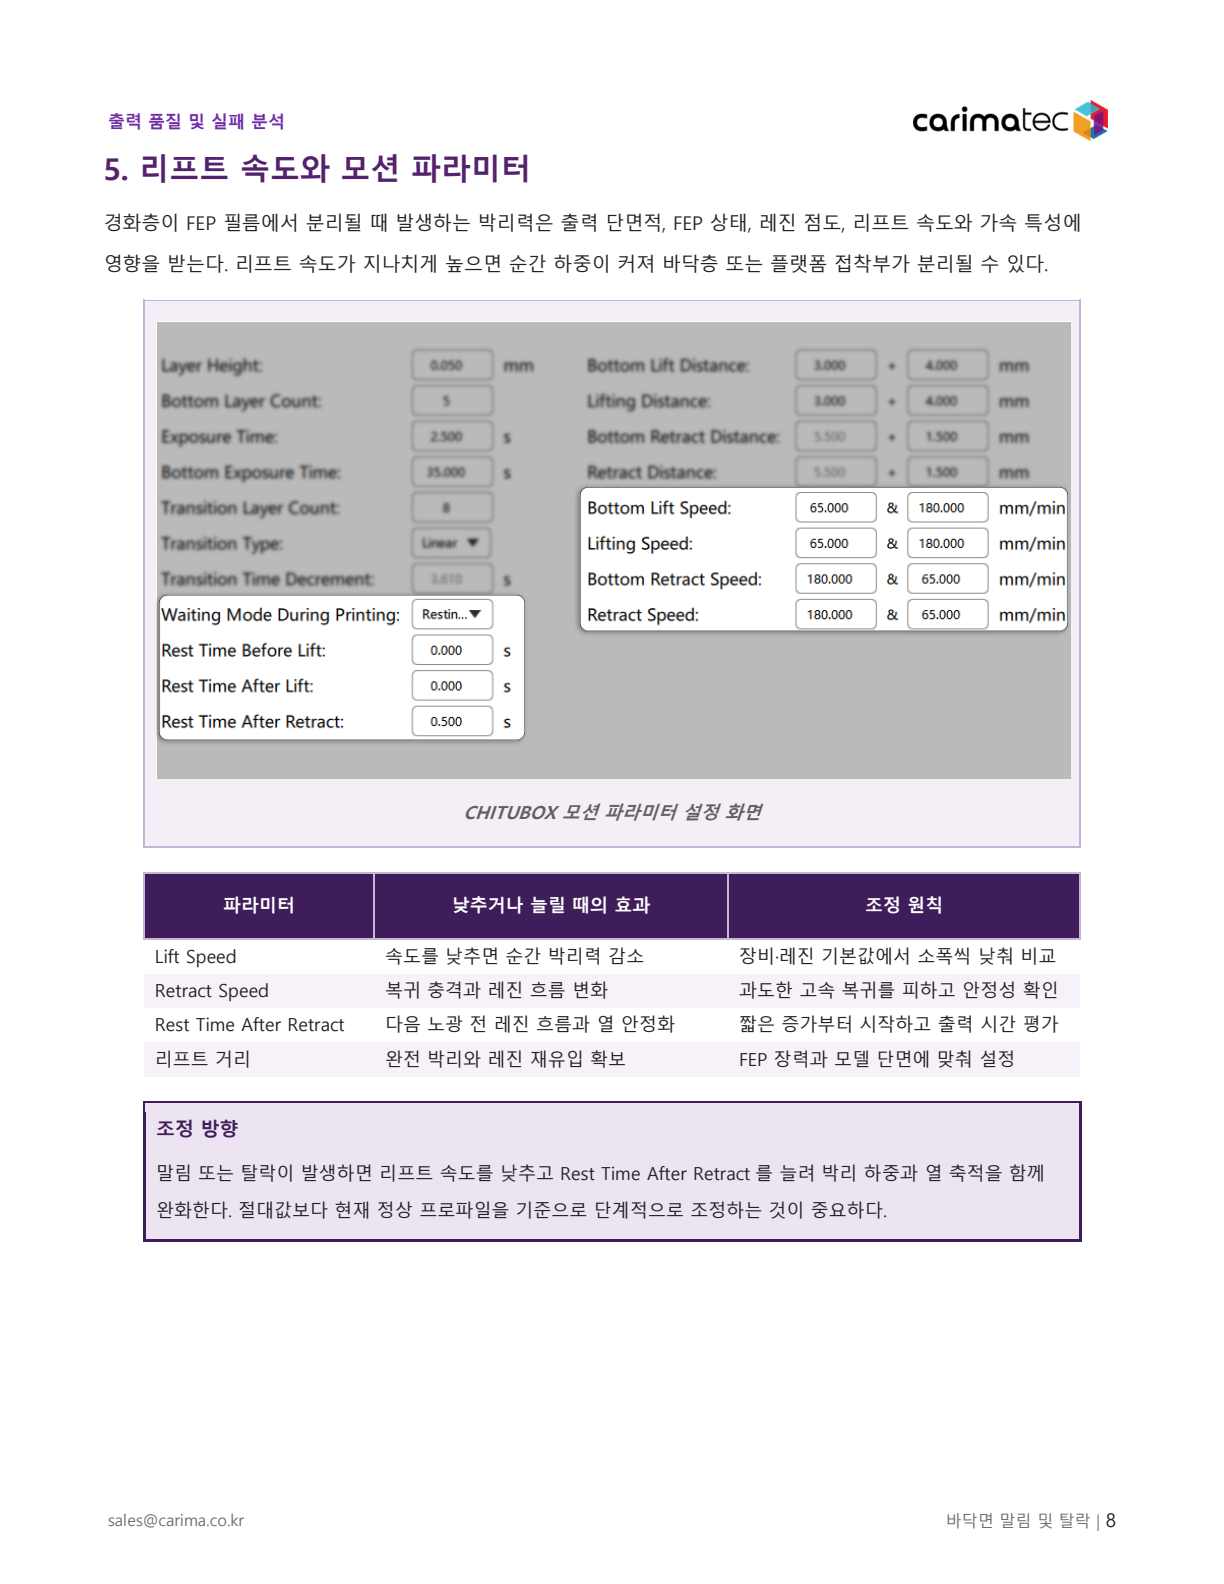 출력 품질 및 실패 분석
carimatec
5. 리프트 속도와 모션 파라미터
경화층이 FEP 필름에서 분리될 때 발생하는 박리력은 출력 단면적, FEP 상태, 레진 점도, 리프트 속도와 가속 특성에
영향을 받는다. 리프트 속도가 지나치게 높으면 순간 하중이 커져 바닥층 또는 플랫폼 접착부가 분리될 수 있다.
Layer Height: 0.050 mm Bottom Lift Distance: 3.000 + 4.000 mm
Bottom Layer Count: 5 Lifting Distance: 3.000 + 4.000 mm
Exposure Time: 2.500 s Bottom Retract Distance: 5.500 + 1.500 mm
Bottom Exposure Time: 35.000 s Retract Distance: 5.500 + 1.500 mm
Transition Layer Count: 8 Bottom Lift Speed: 65.000 & 180.000 mm/min
Transition Type: Linear Lifting Speed: 65.000 & 180.000 mm/min
Transition Time Decrement: 3.610 s Bottom Retract Speed: 180.000 & 65.000 mm/min
Waiting Mode During Printing: Restin... Retract Speed: 180.000 & 65.000 mm/min
Rest Time Before Lift: 0.000 s
Rest Time After Lift: 0.000 s
Rest Time After Retract: 0.500 s
CHITUBOX 모션 파라미터 설정 화면
파라미터 낮추거나 늘릴 때의 효과 조정 원칙
Lift Speed 속도를 낮추면 순간 박리력 감소 장비·레진 기본값에서 소폭씩 낮춰 비교
Retract Speed 복귀 충격과 레진 흐름 변화 과도한 고속 복귀를 피하고 안정성 확인
Rest Time After Retract 다음 노광 전 레진 흐름과 열 안정화 짧은 증가부터 시작하고 출력 시간 평가
리프트 거리 완전 박리와 레진 재유입 확보 FEP 장력과 모델 단면에 맞춰 설정
조정 방향
말림 또는 탈락이 발생하면 리프트 속도를 낮추고 Rest Time After Retract 를 늘려 박리 하중과 열 축적을 함께
완화한다. 절대값보다 현재 정상 프로파일을 기준으로 단계적으로 조정하는 것이 중요하다.
sales@carima.co.kr 바닥면 말림 및 탈락 | 8